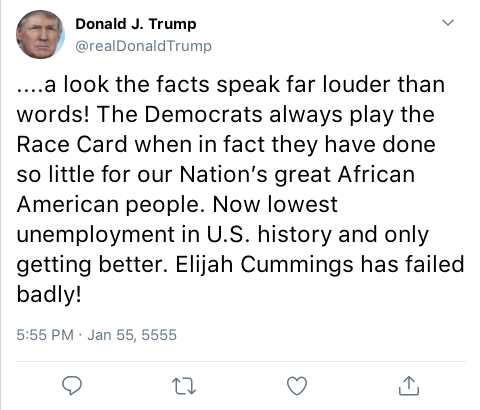 Donald J. Trump
@realDonaldTrump
....a look the facts speak far louder than
words! The Democrats always play the
Race Card when in fact they have done
so little for our Nation’s great African
American people. Now lowest
unemployment in U.S. history and only
getting better. Elijah Cummings has failed
badly!
5:55 PM · Jan 55, 5555